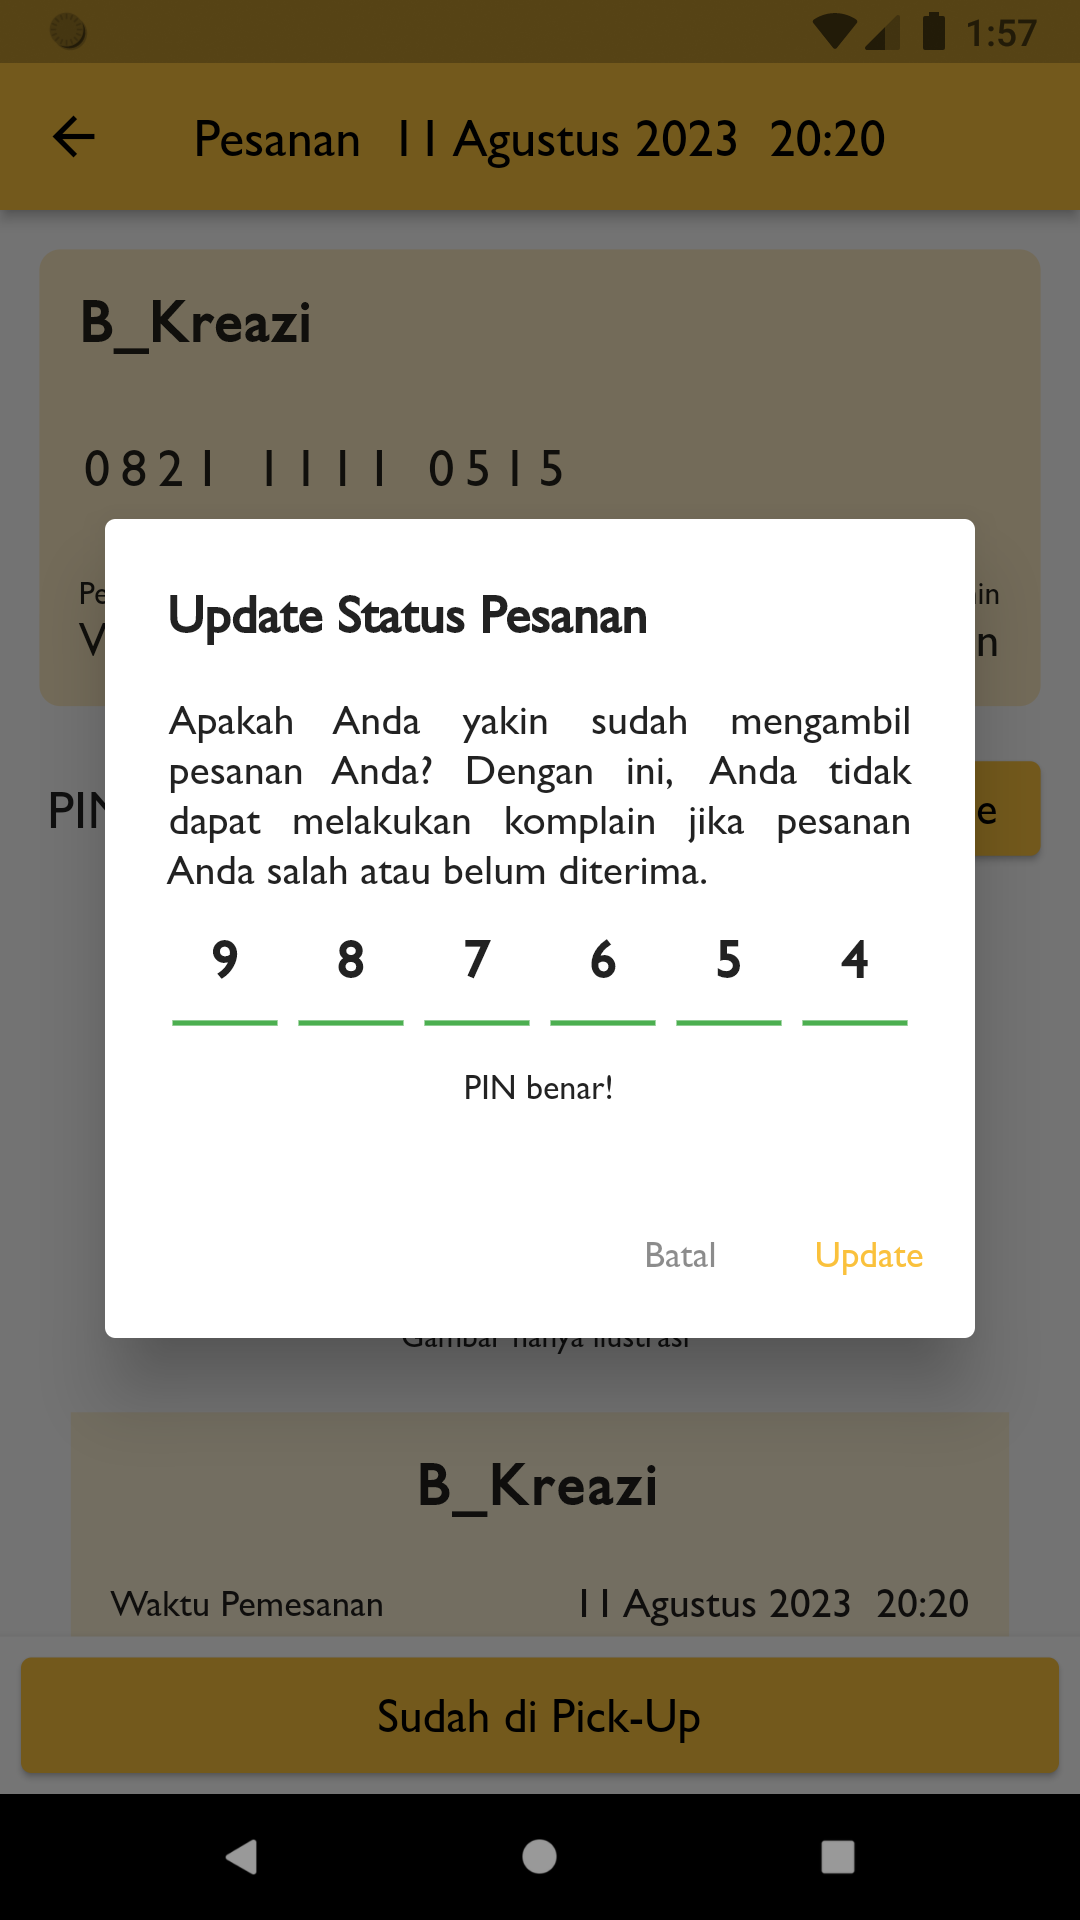 1:57
Pesanan 11 Agustus 2023 20:20
B_Kreazi
0821 1111 0515
Update Status Pesanan
Apakah Anda yakin sudah mengambil
pesanan Anda? Dengan ini, Anda tidak
dapat melakukan komplain jika pesanan
Anda salah atau belum diterima.
9 8 7 6 5 4
PIN benar!
Batal Update
Gambar hanya ilustrasi
B_Kreazi
Waktu Pemesanan 11 Agustus 2023 20:20
Sudah di Pick-Up